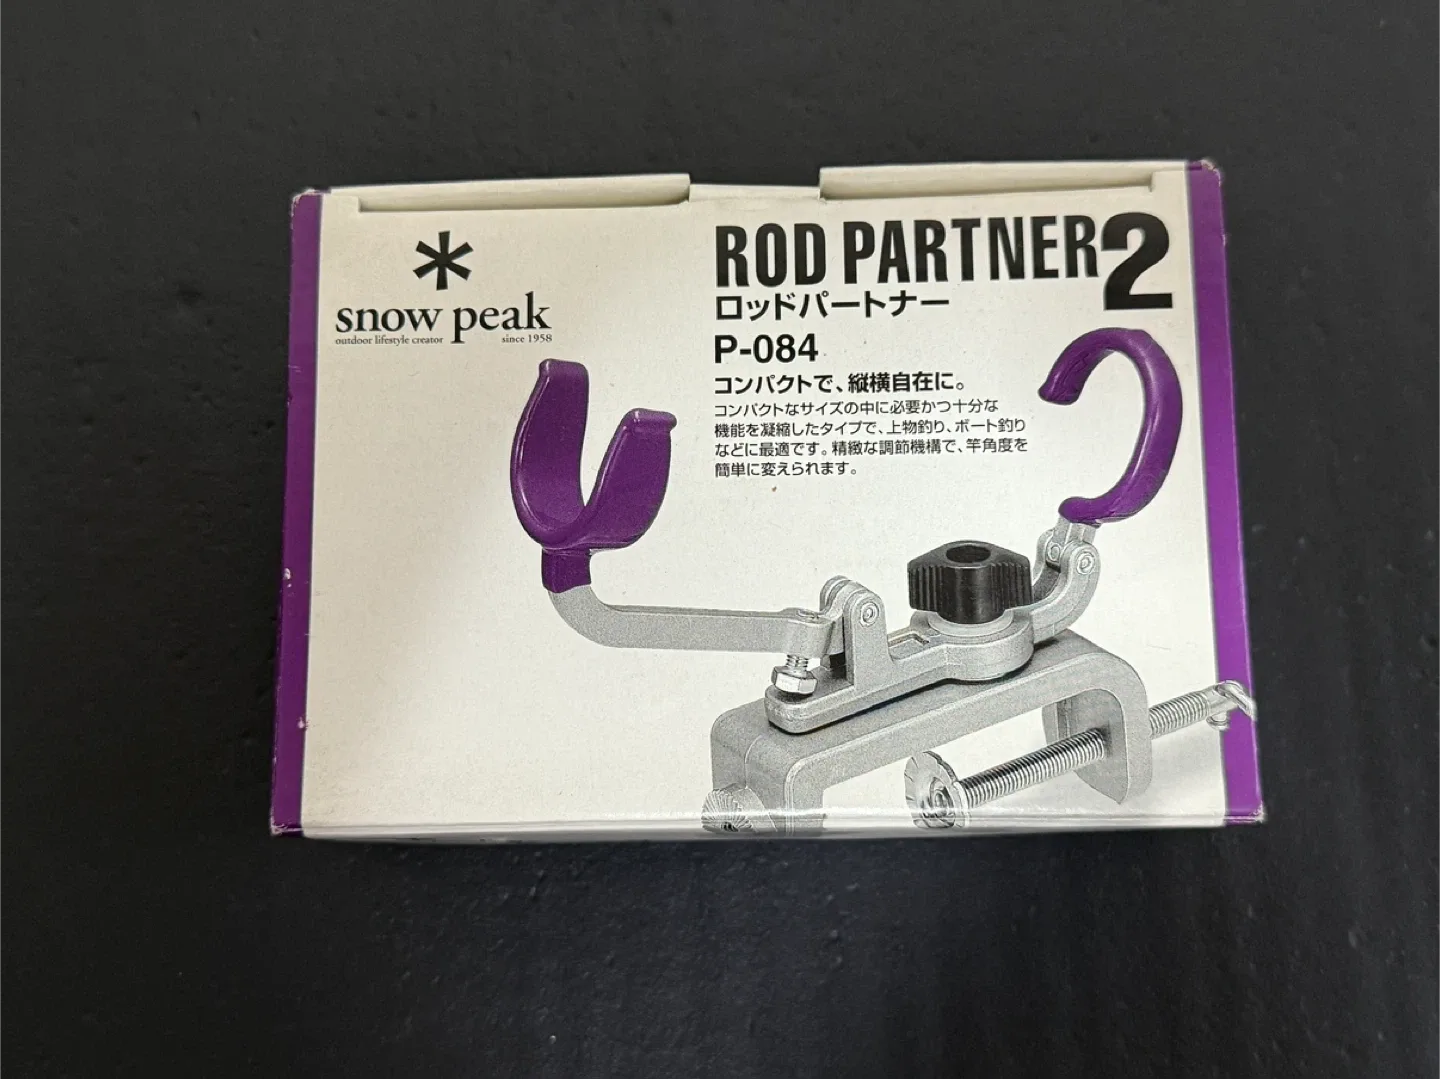 snow peak
outdoor lifestyle creator since 1958
ROD PARTNER2
ロッドパートナー
P-084
コンパクトで、縦横自在に。
コンパクトなサイズの中に必要かつ十分な
機能を凝縮したタイプで、上物釣り、ボート釣り
などに最適です。精緻な調節機構で、竿角度を
簡単に変えられます。